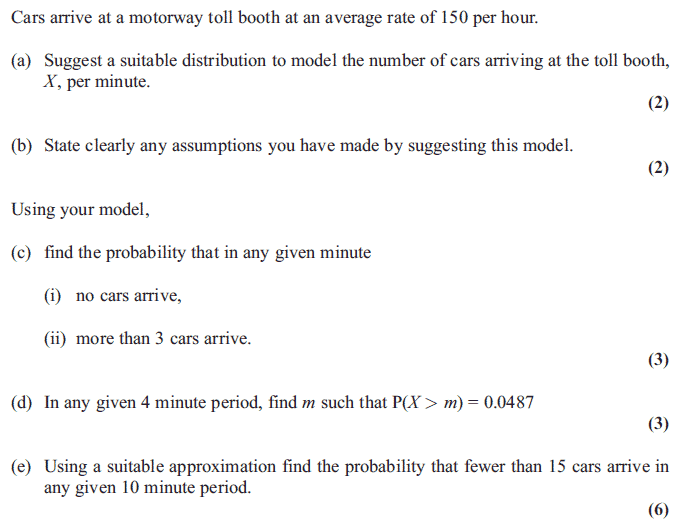 Cars arrive at a motorway toll booth at an average rate of 150 per hour.
(a) Suggest a suitable distribution to model the number of cars arriving at the toll booth,
X, per minute.
(2)
(b) State clearly any assumptions you have made by suggesting this model.
(2)
Using your model,
(c) find the probability that in any given minute
(i) no cars arrive,
(ii) more than 3 cars arrive.
(3)
(d) In any given 4 minute period, find m such that P(X > m) = 0.0487
(3)
(e) Using a suitable approximation find the probability that fewer than 15 cars arrive in
any given 10 minute period.
(6)